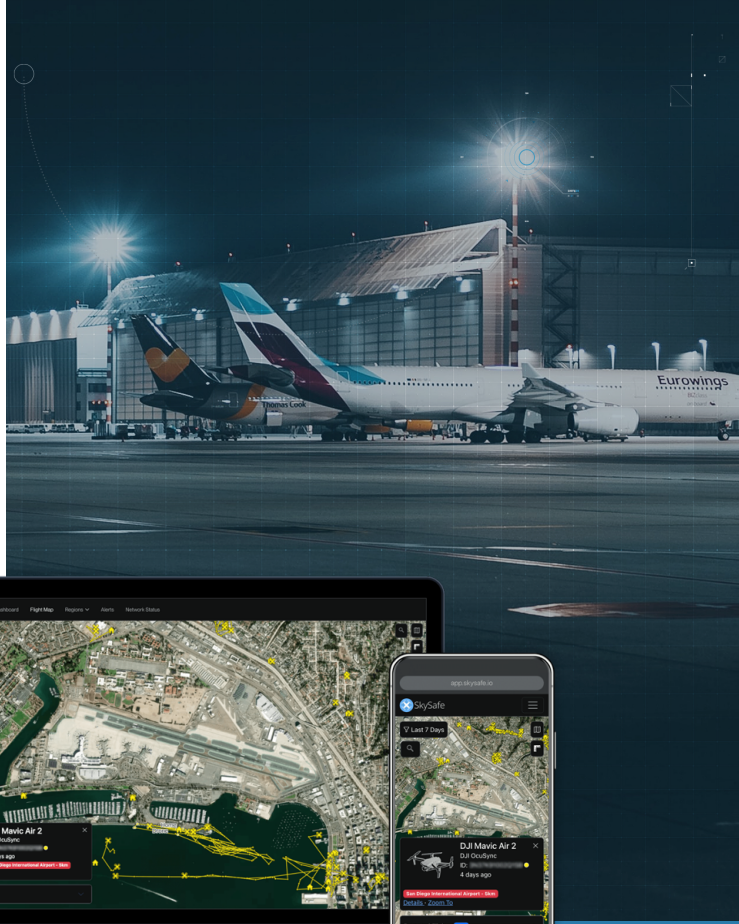 Eurowings
Thomas Cook
Flight Map
Regions
Alerts
Network Status
app.skysafe.io
SkySafe
Last 7 Days
Mavic Air 2
DJI Mavic Air 2
DJI OcuSync
ID:
4 days ago
San Diego International Airport - 5km
Details - Zoom To